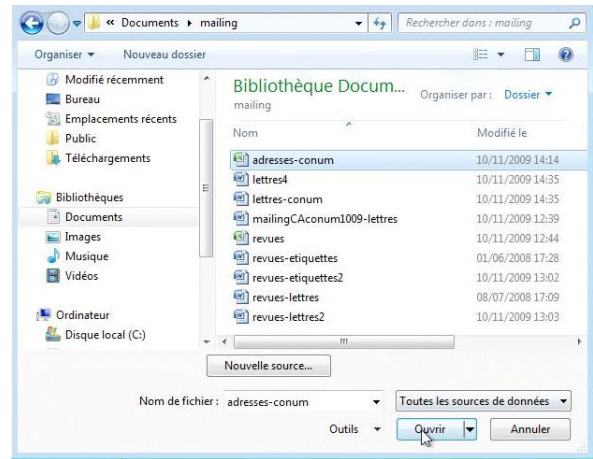 « Documents ▸ mailing Rechercher dans : mailing
Organiser Nouveau dossier
Modifié récemment
Bureau
Emplacements récents
Public
Téléchargements
Bibliothèques
Documents
Images
Musique
Vidéos
Ordinateur
Disque local (C:)
Bibliothèque Docum...
mailing
Organiser par : Dossier
Nom Modifié le
adresses-conum 10/11/2009 14:14
lettres4 10/11/2009 14:35
lettres-conum 10/11/2009 14:35
mailingCAconum1009-lettres 10/11/2009 12:39
revues 10/11/2009 12:44
revues-etiquettes 01/06/2008 17:28
revues-etiquettes2 10/11/2009 13:02
revues-lettres 08/07/2008 17:09
revues-lettres2 10/11/2009 13:03
Nouvelle source...
Nom de fichier : adresses-conum Toutes les sources de données
Outils Ouvrir Annuler